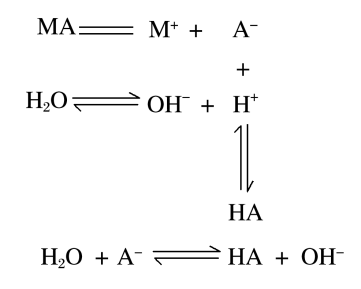 MA ══ M⁺ + A⁻
+
H₂O ⇌ OH⁻ + H⁺
⇌
HA
H₂O + A⁻ ⇌ HA + OH⁻